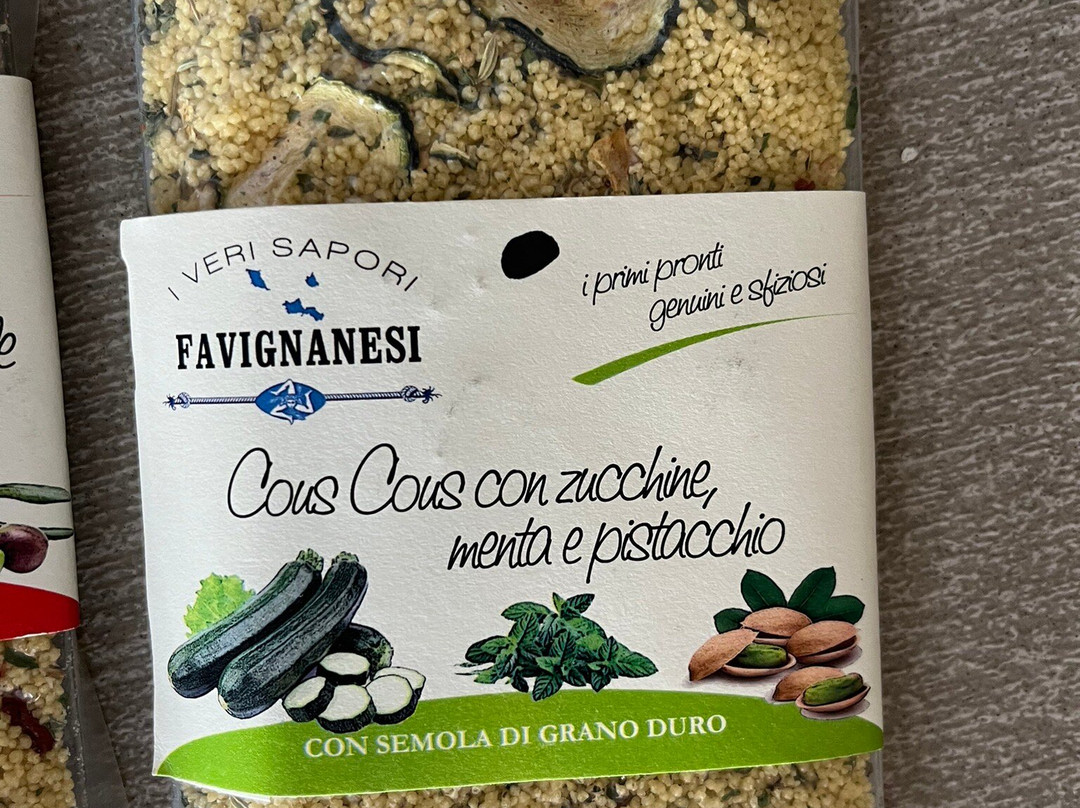 I VERI SAPORI
FAVIGNANESI
i primi pronti
genuini e sfiziosi
Cous Cous con zucchine,
menta e pistacchio
CON SEMOLA DI GRANO DURO